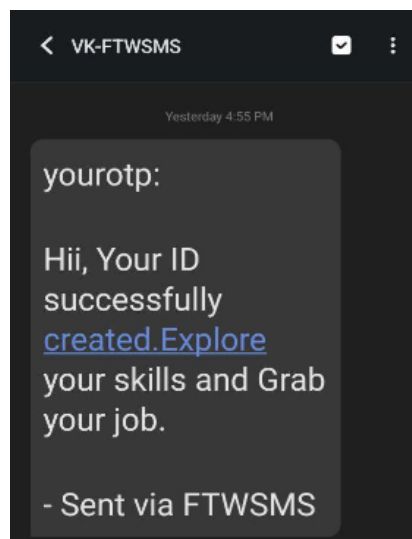 VK-FTWSMS
Yesterday 4:55 PM
yourotp:
Hii, Your ID
successfully
created.Explore
your skills and Grab
your job.
- Sent via FTWSMS